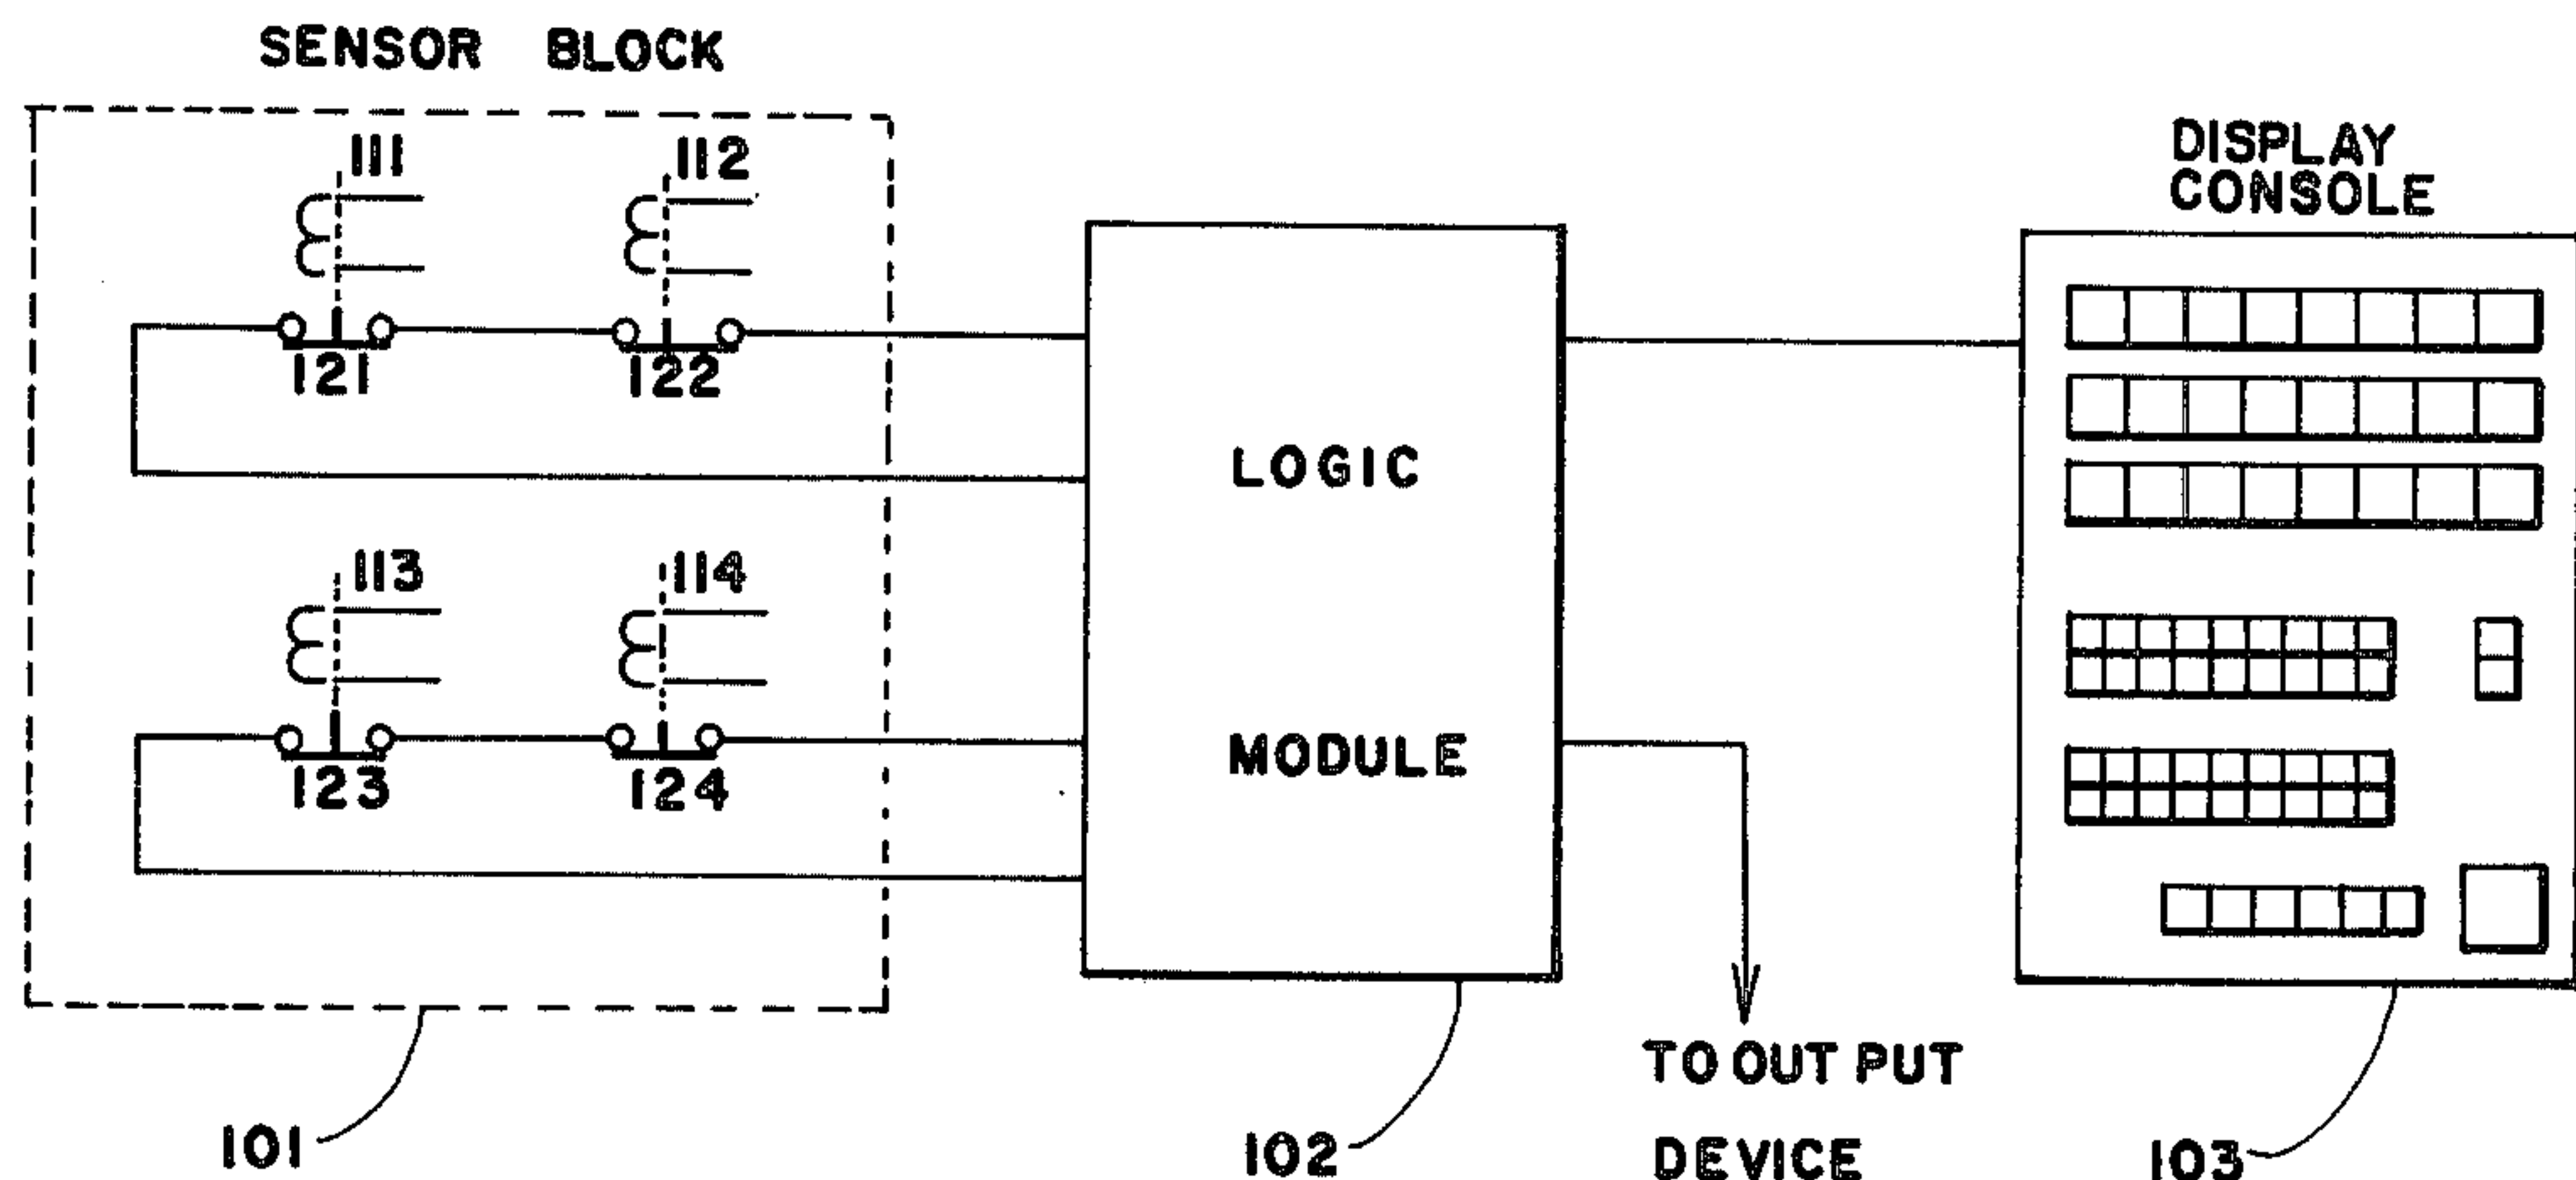 SENSOR BLOCK
111
112
121
122
113
114
123
124
101
LOGIC
MODULE
102
TO OUT PUT
DEVICE
DISPLAY
CONSOLE
103